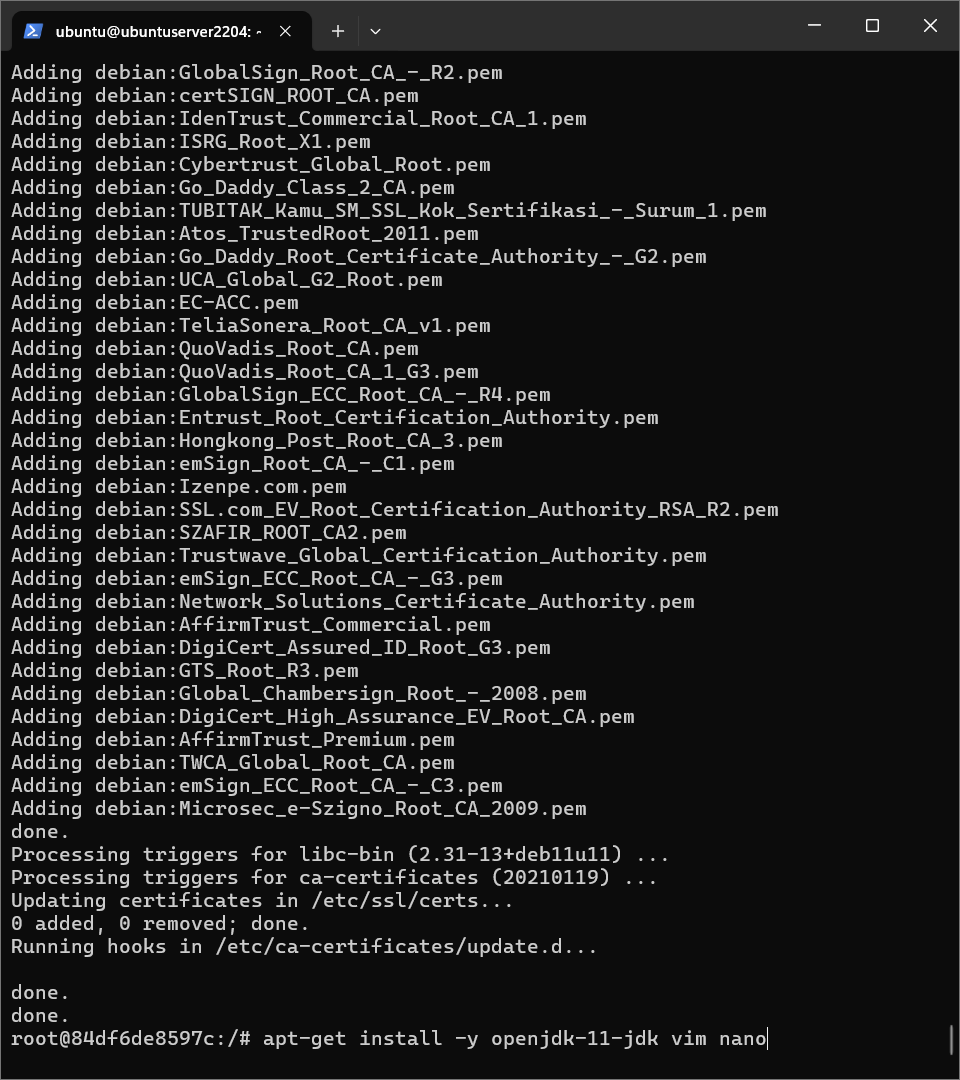 ubuntu@ubuntuserver2204: ~
Adding debian:GlobalSign_Root_CA_-_R2.pem
Adding debian:certSIGN_ROOT_CA.pem
Adding debian:IdenTrust_Commercial_Root_CA_1.pem
Adding debian:ISRG_Root_X1.pem
Adding debian:Cybertrust_Global_Root.pem
Adding debian:Go_Daddy_Class_2_CA.pem
Adding debian:TUBITAK_Kamu_SM_SSL_Kok_Sertifikasi_-_Surum_1.pem
Adding debian:Atos_TrustedRoot_2011.pem
Adding debian:Go_Daddy_Root_Certificate_Authority_-_G2.pem
Adding debian:UCA_Global_G2_Root.pem
Adding debian:EC-ACC.pem
Adding debian:TeliaSonera_Root_CA_v1.pem
Adding debian:QuoVadis_Root_CA.pem
Adding debian:QuoVadis_Root_CA_1_G3.pem
Adding debian:GlobalSign_ECC_Root_CA_-_R4.pem
Adding debian:Entrust_Root_Certification_Authority.pem
Adding debian:Hongkong_Post_Root_CA_3.pem
Adding debian:emSign_Root_CA_-_C1.pem
Adding debian:Izenpe.com.pem
Adding debian:SSL.com_EV_Root_Certification_Authority_RSA_R2.pem
Adding debian:SZAFIR_ROOT_CA2.pem
Adding debian:Trustwave_Global_Certification_Authority.pem
Adding debian:emSign_ECC_Root_CA_-_G3.pem
Adding debian:Network_Solutions_Certificate_Authority.pem
Adding debian:AffirmTrust_Commercial.pem
Adding debian:DigiCert_Assured_ID_Root_G3.pem
Adding debian:GTS_Root_R3.pem
Adding debian:Global_Chambersign_Root_-_2008.pem
Adding debian:DigiCert_High_Assurance_EV_Root_CA.pem
Adding debian:AffirmTrust_Premium.pem
Adding debian:TWCA_Global_Root_CA.pem
Adding debian:emSign_ECC_Root_CA_-_C3.pem
Adding debian:Microsec_e-Szigno_Root_CA_2009.pem
done.
Processing triggers for libc-bin (2.31-13+deb11u11) ...
Processing triggers for ca-certificates (20210119) ...
Updating certificates in /etc/ssl/certs...
0 added, 0 removed; done.
Running hooks in /etc/ca-certificates/update.d...

done.
done.
root@84df6de8597c:/# apt-get install -y openjdk-11-jdk vim nano